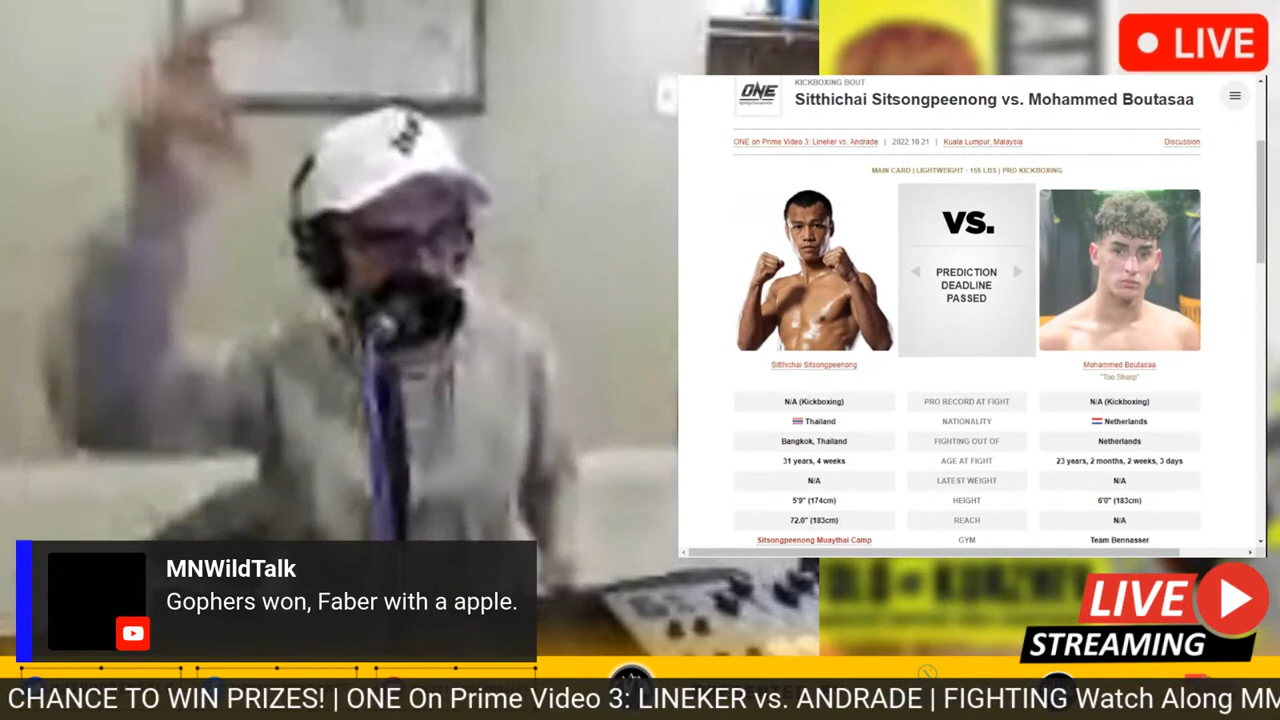 LIVE
KICKBOXING BOUT
ONE
Sitthichai Sitsongpeenong vs. Mohammed Boutasaa
ONE on Prime Video 3: Lineker vs. Andrade | 2022.10.21 | Kuala Lumpur, Malaysia
Discussion
MAIN CARD | LIGHTWEIGHT · 155 LBS | PRO KICKBOXING
VS.
PREDICTION
DEADLINE
PASSED
Sitthichai Sitsongpeenong
Mohammed Boutasaa
"Too Sharp"
N/A (Kickboxing) PRO RECORD AT FIGHT N/A (Kickboxing)
Thailand NATIONALITY Netherlands
Bangkok, Thailand FIGHTING OUT OF Netherlands
31 years, 4 weeks AGE AT FIGHT 23 years, 2 months, 2 weeks, 3 days
N/A LATEST WEIGHT N/A
5'9" (174cm) HEIGHT 6'0" (183cm)
72.0" (183cm) REACH N/A
Sitsongpeenong Muaythai Camp GYM Team Bennasser
MNWildTalk
Gophers won, Faber with a apple.
LIVE
STREAMING
CHANCE TO WIN PRIZES! | ONE On Prime Video 3: LINEKER vs. ANDRADE | FIGHTING Watch Along MM